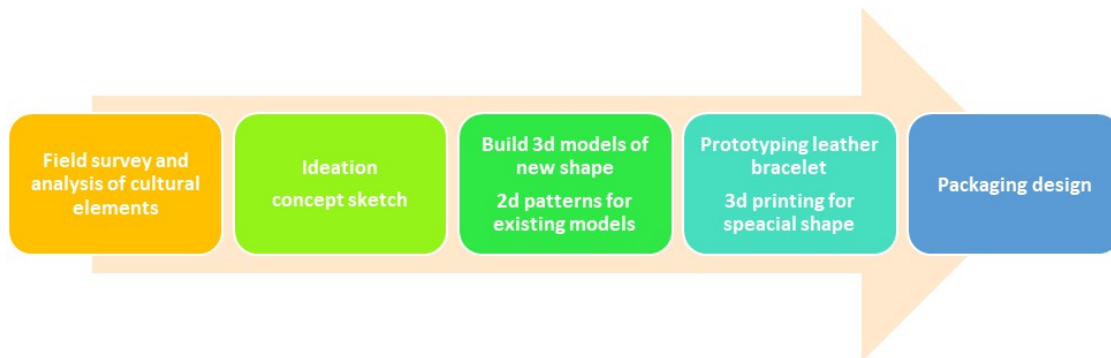 Field survey and
analysis of cultural
elements
Ideation
concept sketch
Build 3d models of
new shape
2d patterns for
existing models
Prototyping leather
bracelet
3d printing for
speacial shape
Packaging design